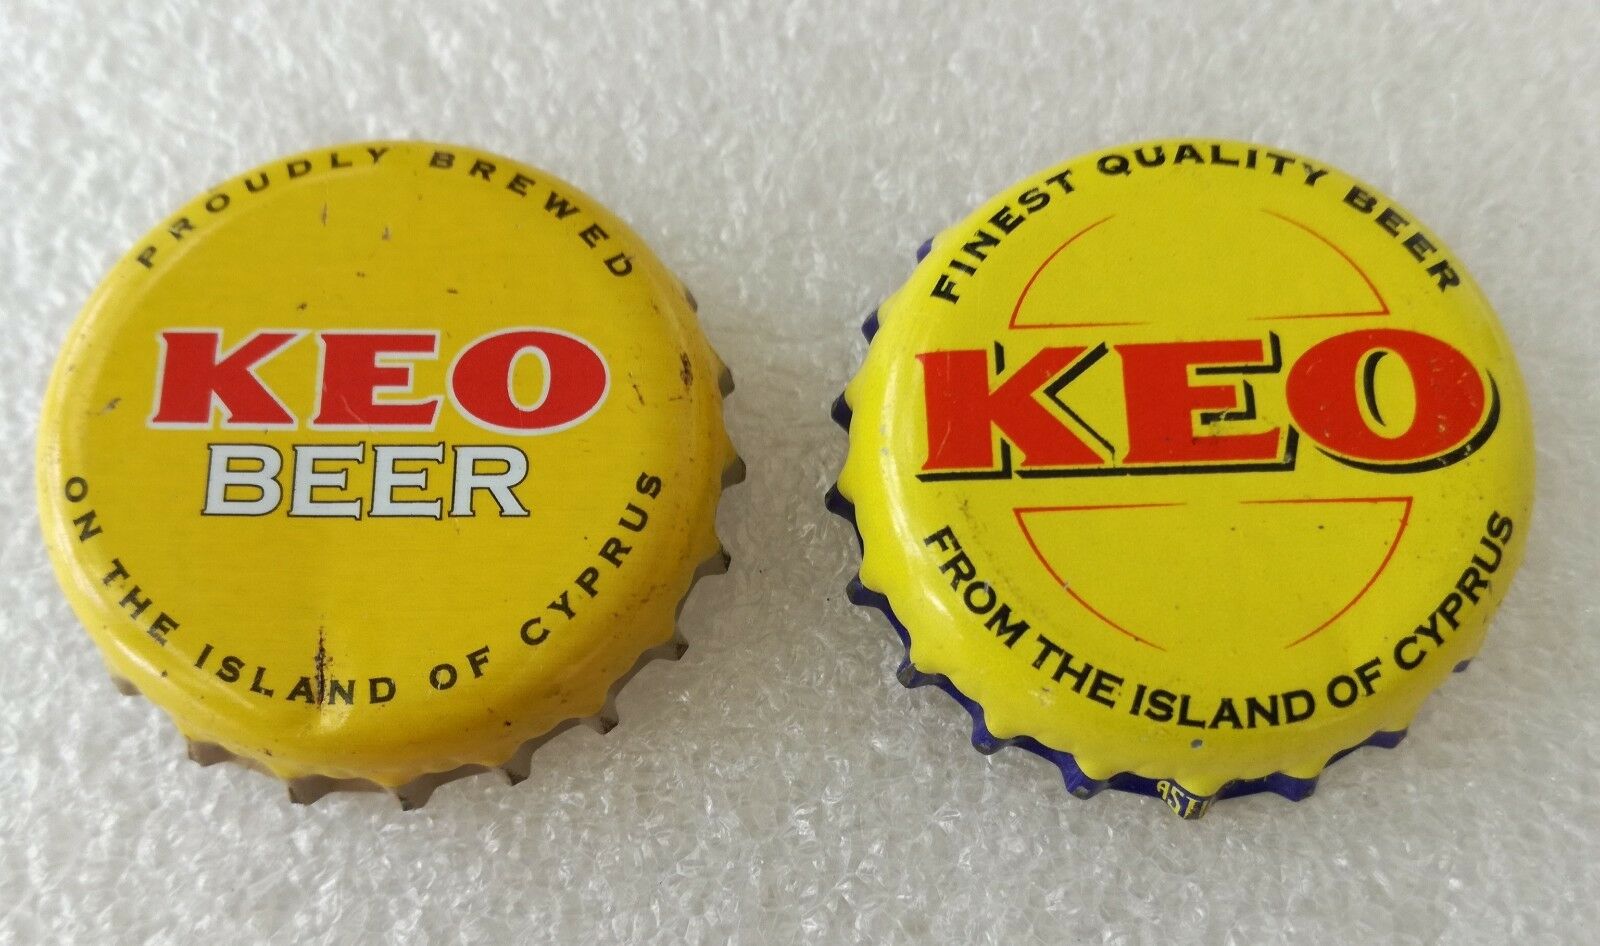 PROUDLY BREWED
KEO
BEER
ON THE ISLAND OF CYPRUS
FINEST QUALITY BEER
KEO
FROM THE ISLAND OF CYPRUS